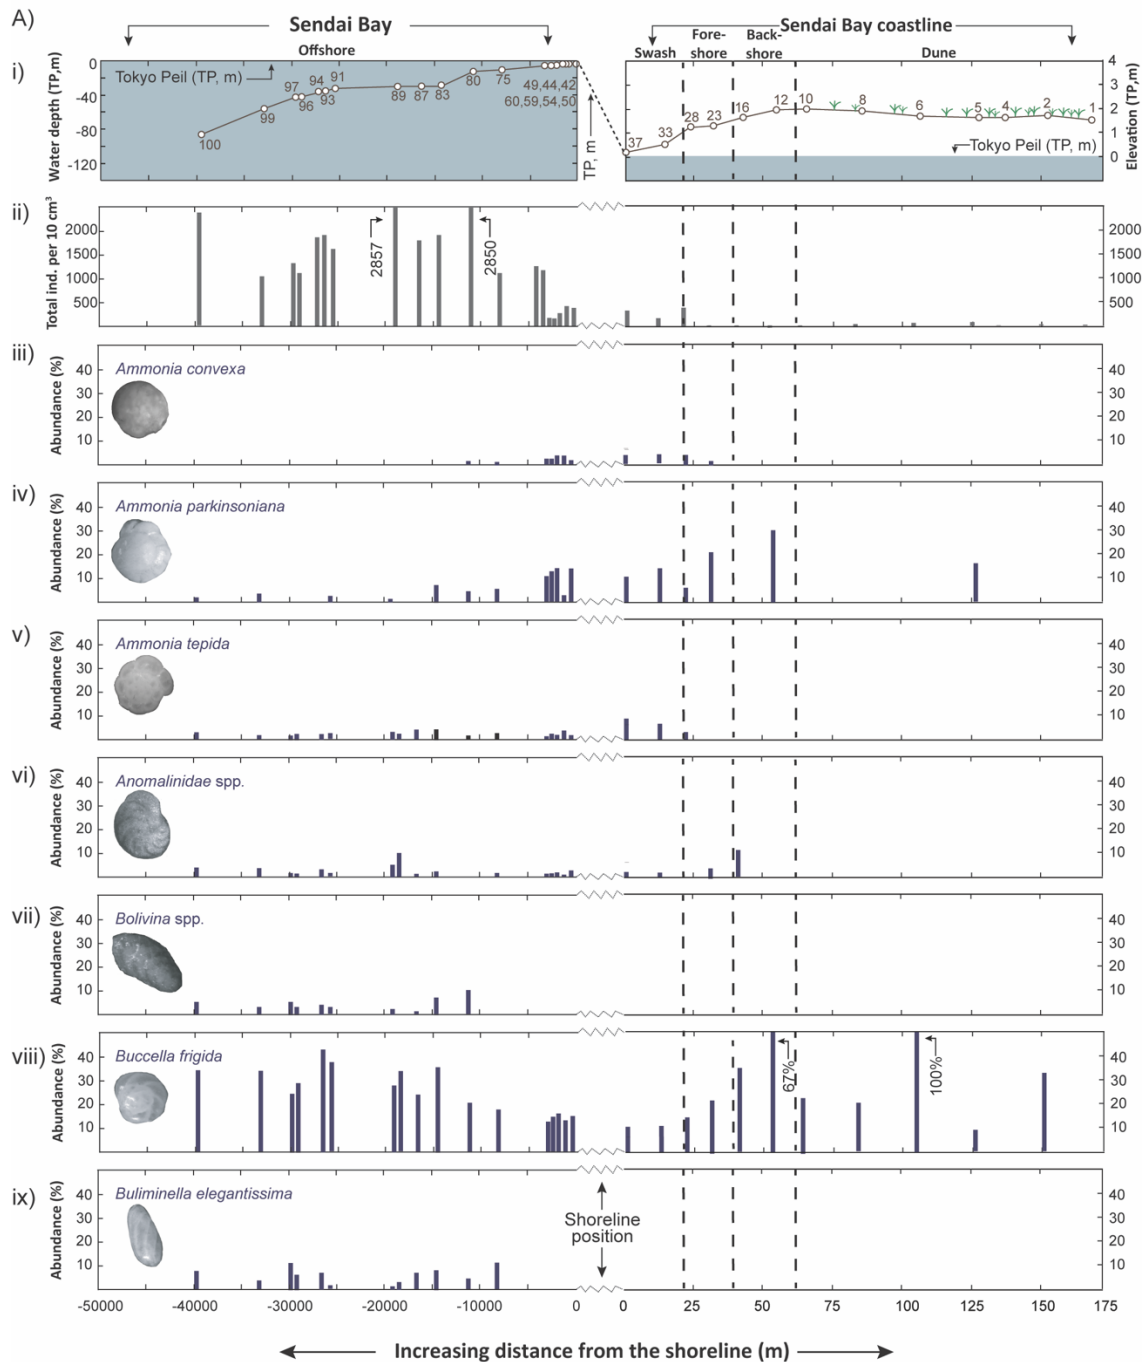 A)
Sendai Bay
Sendai Bay coastline
Offshore
Swash
Fore-
shore
Back-
shore
Dune
i)
Water depth (TP,m)
0
-40
-80
-120
Tokyo Peil (TP, m)
100
99
97
96
94
93
91
89
87
83
80
75
49,44,42
60,59,54,50
TP, m
37
33
28
23
16
12
10
8
6
5
4
2
1
Tokyo Peil (TP, m)
4
3
2
1
0
Elevation (TP,m)
ii)
Total ind. per 10 cm³
2000
1500
1000
500
2857
2850
2000
1500
1000
500
iii)
Abundance (%)
40
30
20
10
Ammonia convexa
40
30
20
10
iv)
Abundance (%)
40
30
20
10
Ammonia parkinsoniana
40
30
20
10
v)
Abundance (%)
40
30
20
10
Ammonia tepida
40
30
20
10
vi)
Abundance (%)
40
30
20
10
Anomalinidae spp.
40
30
20
10
vii)
Abundance (%)
40
30
20
10
Bolivina spp.
40
30
20
10
viii)
Abundance (%)
40
30
20
10
Buccella frigida
67%
100%
40
30
20
10
ix)
Abundance (%)
40
30
20
10
Buliminella elegantissima
Shoreline
position
40
30
20
10
-50000 -40000 -30000 -20000 -10000 0 0 25 50 75 100 125 150 175
Increasing distance from the shoreline (m)